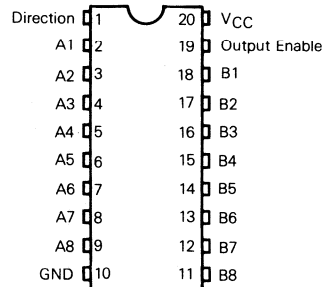 Direction 1 20 VCC
A1 2 19 Output Enable
A2 3 18 B1
A3 4 17 B2
A4 5 16 B3
A5 6 15 B4
A6 7 14 B5
A7 8 13 B6
A8 9 12 B7
GND 10 11 B8